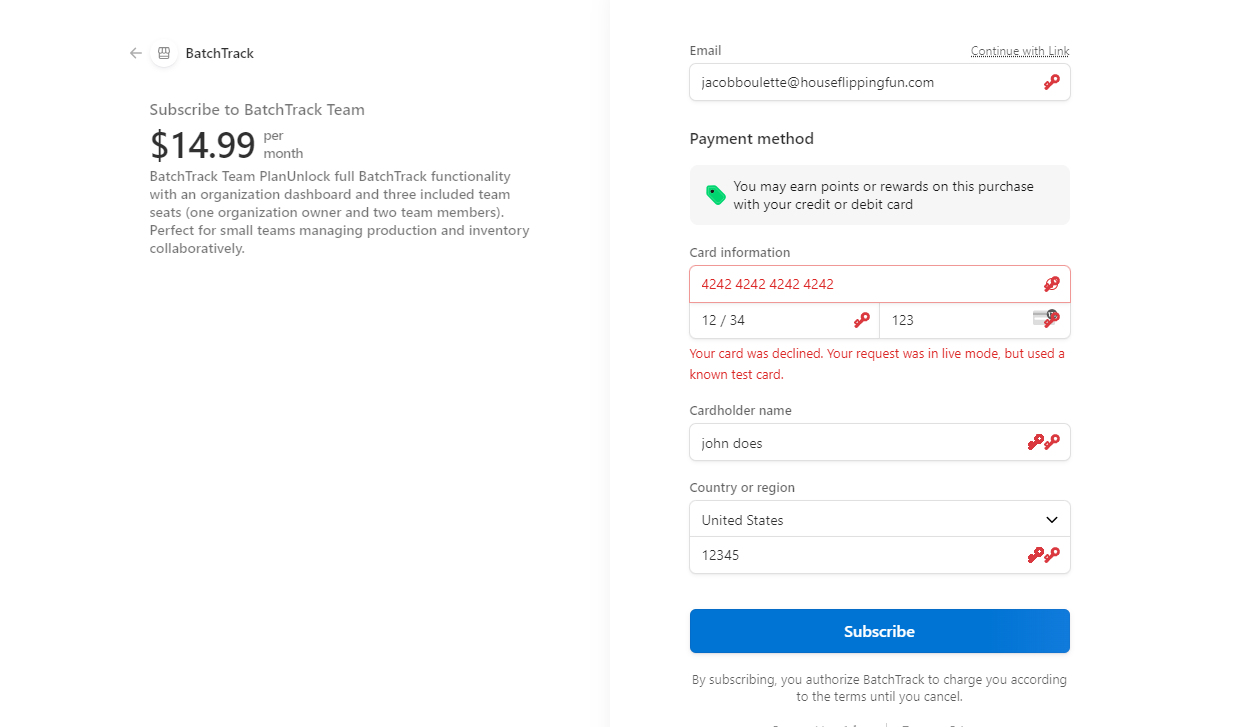 BatchTrack
Subscribe to BatchTrack Team
$14.99 per
month
BatchTrack Team PlanUnlock full BatchTrack functionality
with an organization dashboard and three included team
seats (one organization owner and two team members).
Perfect for small teams managing production and inventory
collaboratively.
Email
Continue with Link
jacobboulette@houseflippingfun.com
Payment method
You may earn points or rewards on this purchase
with your credit or debit card
Card information
4242 4242 4242 4242
12 / 34
123
Your card was declined. Your request was in live mode, but used a
known test card.
Cardholder name
john does
Country or region
United States
12345
Subscribe
By subscribing, you authorize BatchTrack to charge you according
to the terms until you cancel.